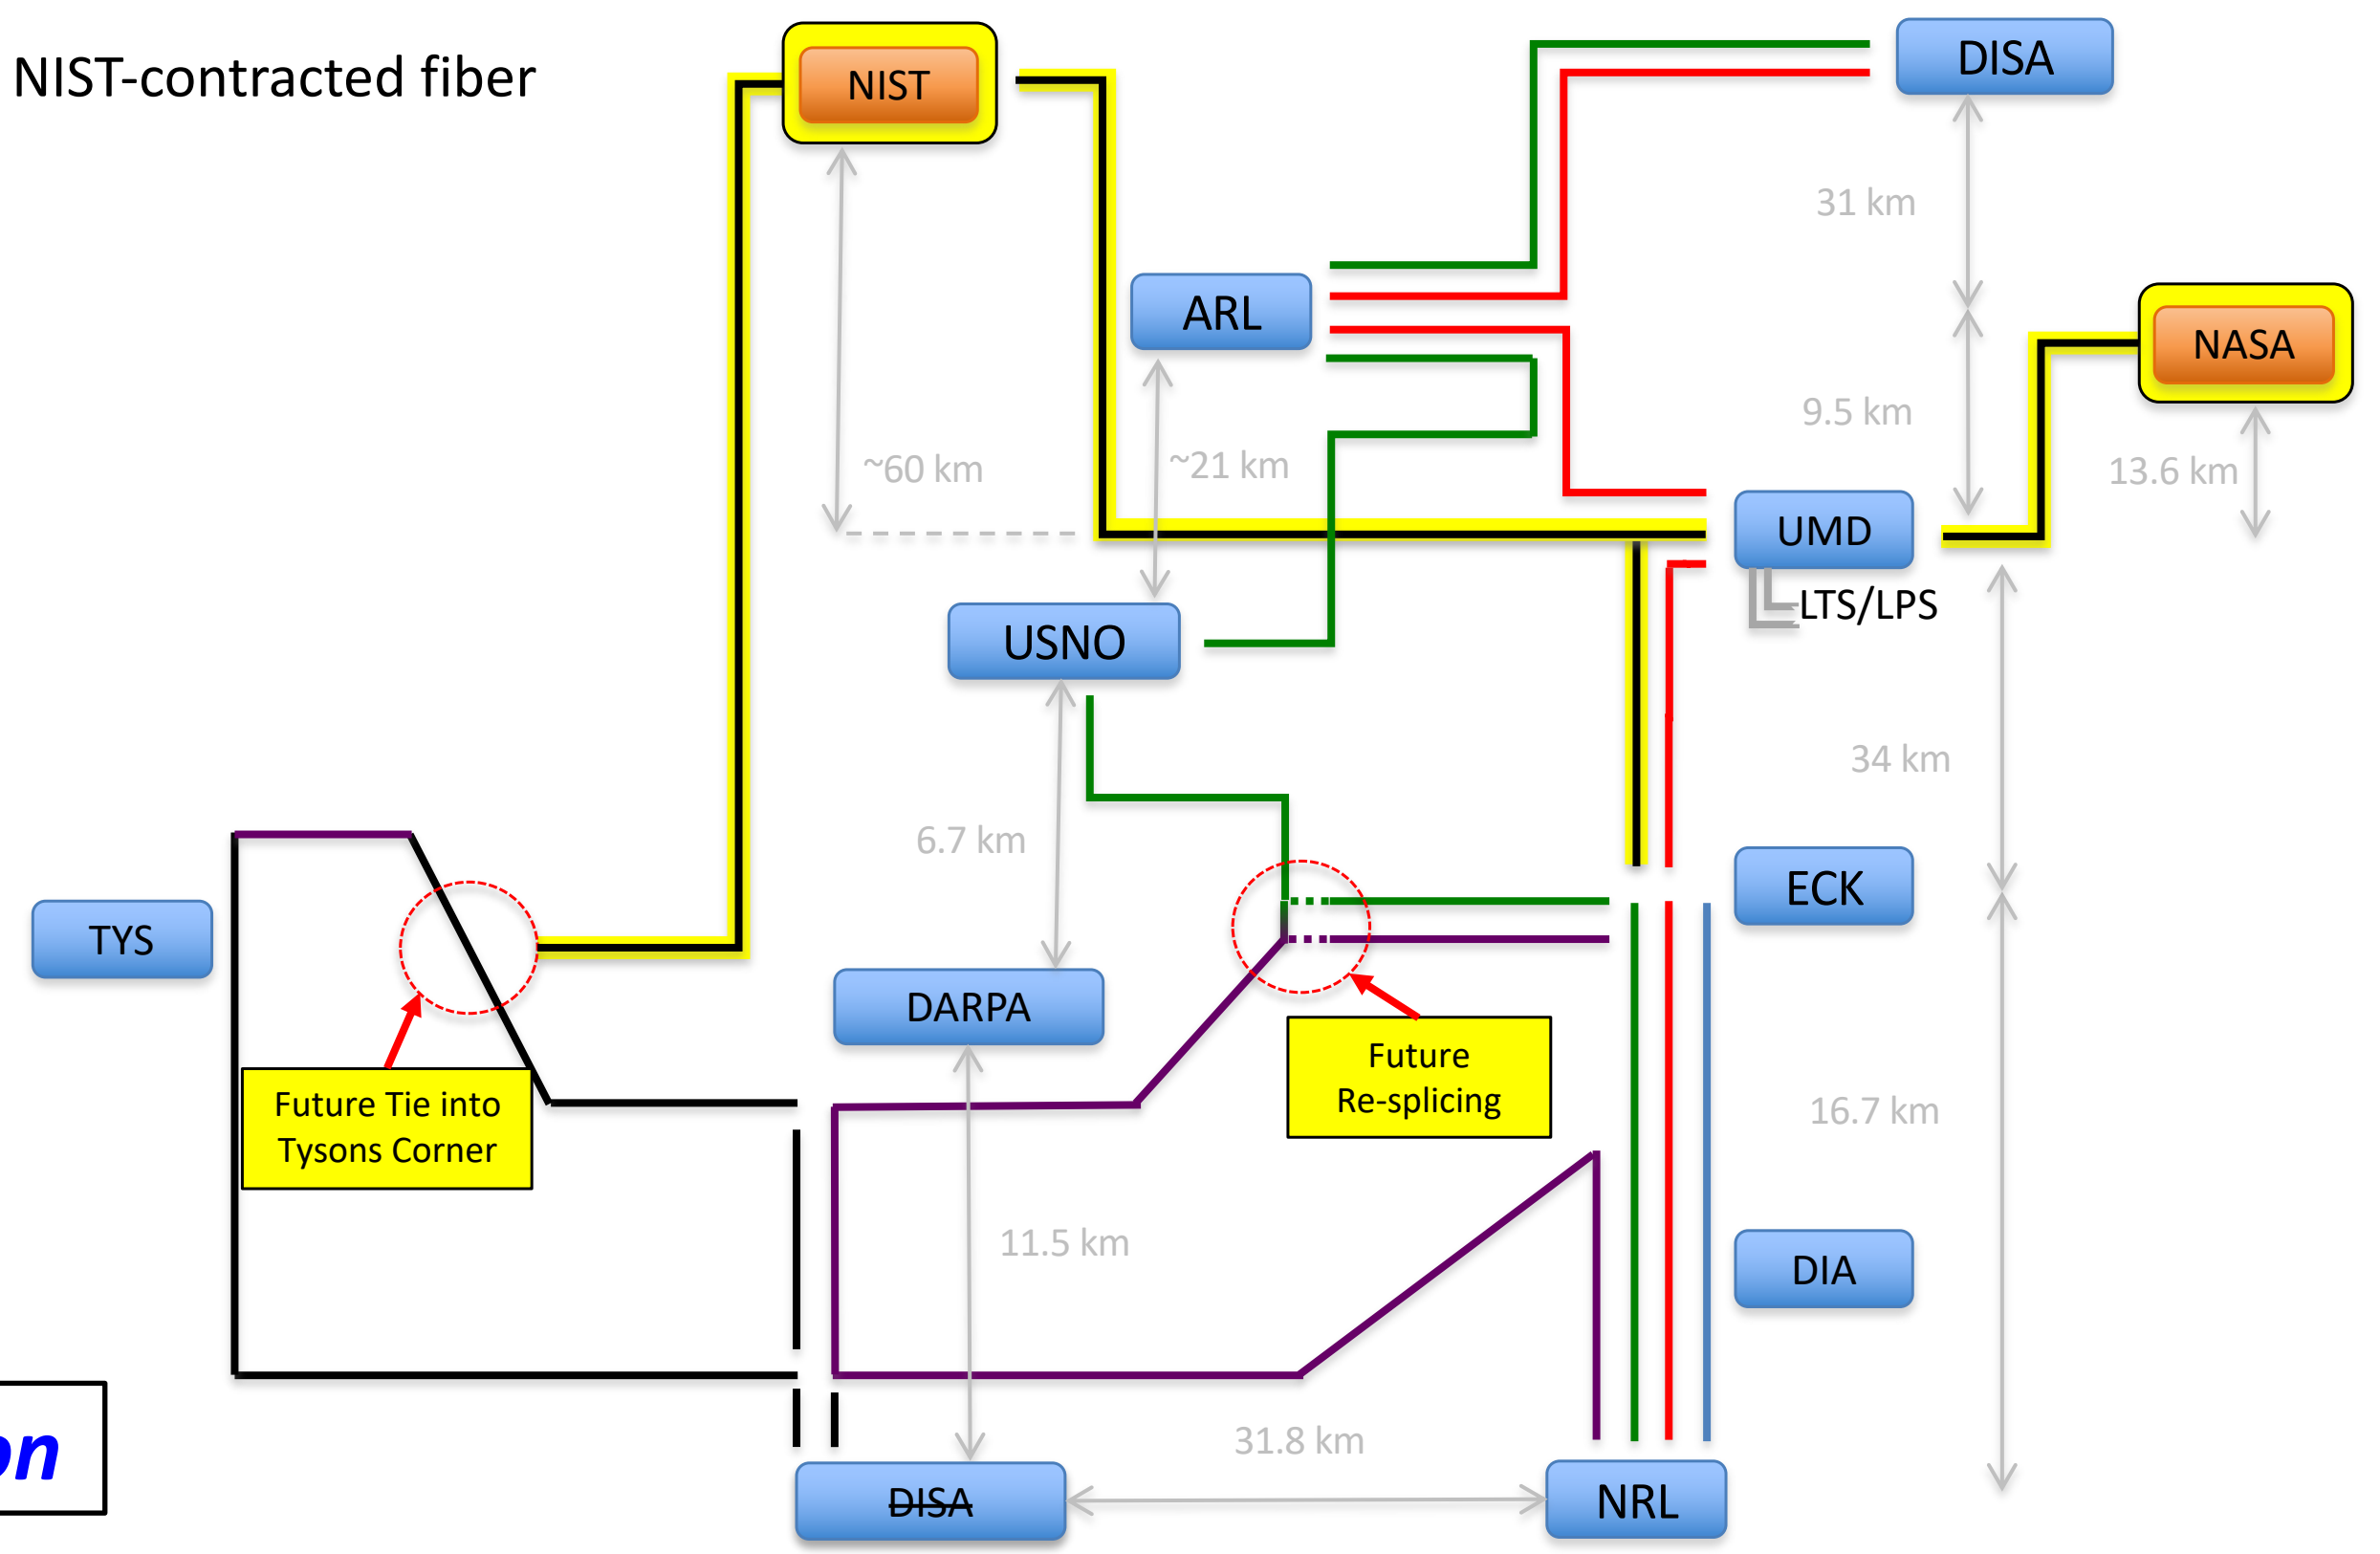 NIST-contracted fiber
NIST
DISA
31 km
ARL
NASA
9.5 km
~60 km
~21 km
13.6 km
UMD
LTS/LPS
USNO
34 km
6.7 km
ECK
TYS
DARPA
Future
Re-splicing
Future Tie into
Tysons Corner
16.7 km
11.5 km
DIA
31.8 km
on
DISA
NRL